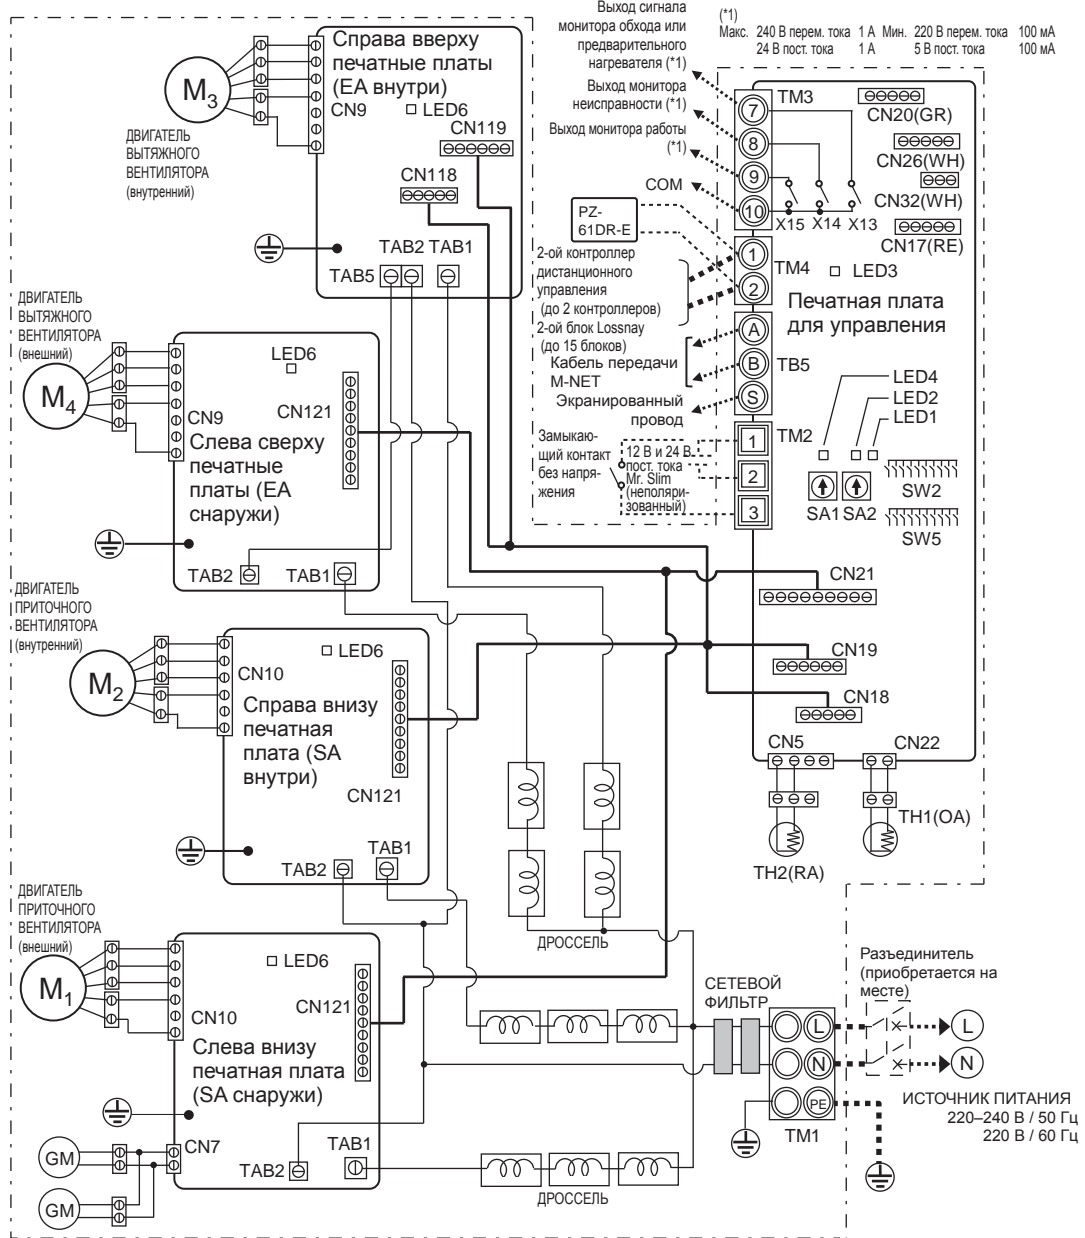 Выход сигнала
монитора обхода или
предварительного
нагревателя (*1)
(*1)
Макс. 240 В перем. тока 1 А Мин. 220 В перем. тока 100 мА
24 В пост. тока 1 А 5 В пост. тока 100 мА
Выход монитора
неисправности (*1)
Выход монитора работы
(*1)
COM
PZ-
61DR-E
2-ой контроллер
дистанционного
управления
(до 2 контроллеров)
2-ой блок Lossnay
(до 15 блоков)
Кабель передачи
M-NET
Экранированный
провод
Замыкаю-
щий контакт
без напря-
жения
12 В и 24 В
пост. тока
Mr. Slim
(неполяри-
зованный)
TM3
7
8
9
10
X15 X14 X13
1
2
TM4
A
B
S
TB5
1
2
3
TM2
CN20(GR)
CN26(WH)
CN32(WH)
CN17(RE)
LED3
Печатная плата
для управления
LED4
LED2
LED1
SA1 SA2
SW2
SW5
CN21
CN19
CN18
CN5
CN22
TH2(RA)
TH1(OA)
M3
ДВИГАТЕЛЬ
ВЫТЯЖНОГО
ВЕНТИЛЯТОРА
(внутренний)
Справа вверху
печатные платы
(EA внутри)
CN9
LED6
CN119
CN118
TAB2 TAB1
TAB5
ДВИГАТЕЛЬ
ВЫТЯЖНОГО
ВЕНТИЛЯТОРА
(внешний)
M4
LED6
CN121
CN9
Слева сверху
печатные
платы (EA
снаружи)
TAB2
TAB1
ДВИГАТЕЛЬ
ПРИТОЧНОГО
ВЕНТИЛЯТОРА
(внутренний)
M2
LED6
CN10
Справа внизу
печатная
плата (SA
внутри)
CN121
TAB2
TAB1
ДВИГАТЕЛЬ
ПРИТОЧНОГО
ВЕНТИЛЯТОРА
(внешний)
M1
LED6
CN121
CN10
Слева внизу
печатная плата
(SA снаружи)
CN7
TAB2
TAB1
GM
GM
ДРОССЕЛЬ
ДРОССЕЛЬ
СЕТЕВОЙ
ФИЛЬТР
L
N
PE
TM1
Разъединитель
(приобретается на
месте)
L
N
ИСТОЧНИК ПИТАНИЯ
220–240 В / 50 Гц
220 В / 60 Гц